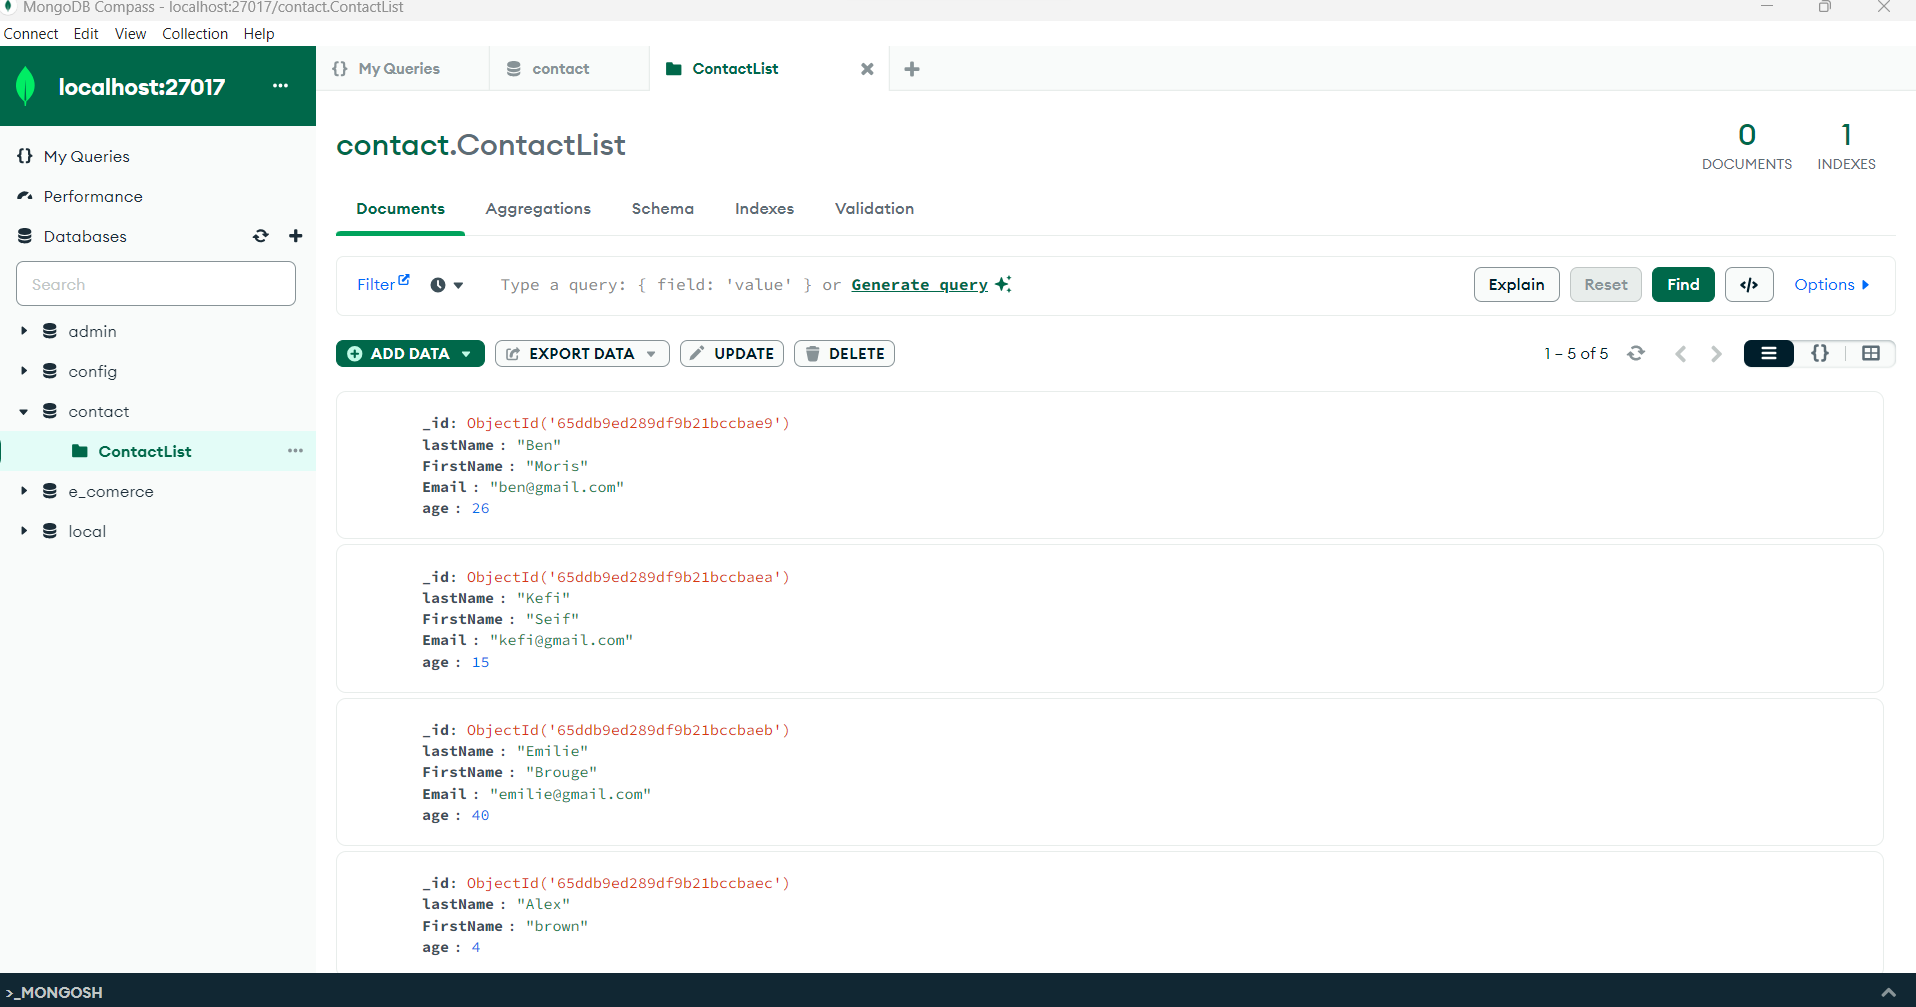 MongoDB Compass - localhost:27017/contact.ContactList
Connect Edit View Collection Help
localhost:27017 ...
{} My Queries
Performance
Databases
Search
admin
config
contact
ContactList ...
e_comerce
local
{} My Queries
contact
ContactList
contact.ContactList
0 DOCUMENTS
1 INDEXES
Documents Aggregations Schema Indexes Validation
Filter Type a query: { field: 'value' } or Generate query Explain Reset Find </> Options
ADD DATA EXPORT DATA UPDATE DELETE 1 – 5 of 5 {}
_id: ObjectId('65ddb9ed289df9b21bccbae9')
lastName : "Ben"
FirstName : "Moris"
Email : "ben@gmail.com"
age : 26
_id: ObjectId('65ddb9ed289df9b21bccbaea')
lastName : "Kefi"
FirstName : "Seif"
Email : "kefi@gmail.com"
age : 15
_id: ObjectId('65ddb9ed289df9b21bccbaeb')
lastName : "Emilie"
FirstName : "Brouge"
Email : "emilie@gmail.com"
age : 40
_id: ObjectId('65ddb9ed289df9b21bccbaec')
lastName : "Alex"
FirstName : "brown"
age : 4
>_MONGOSH